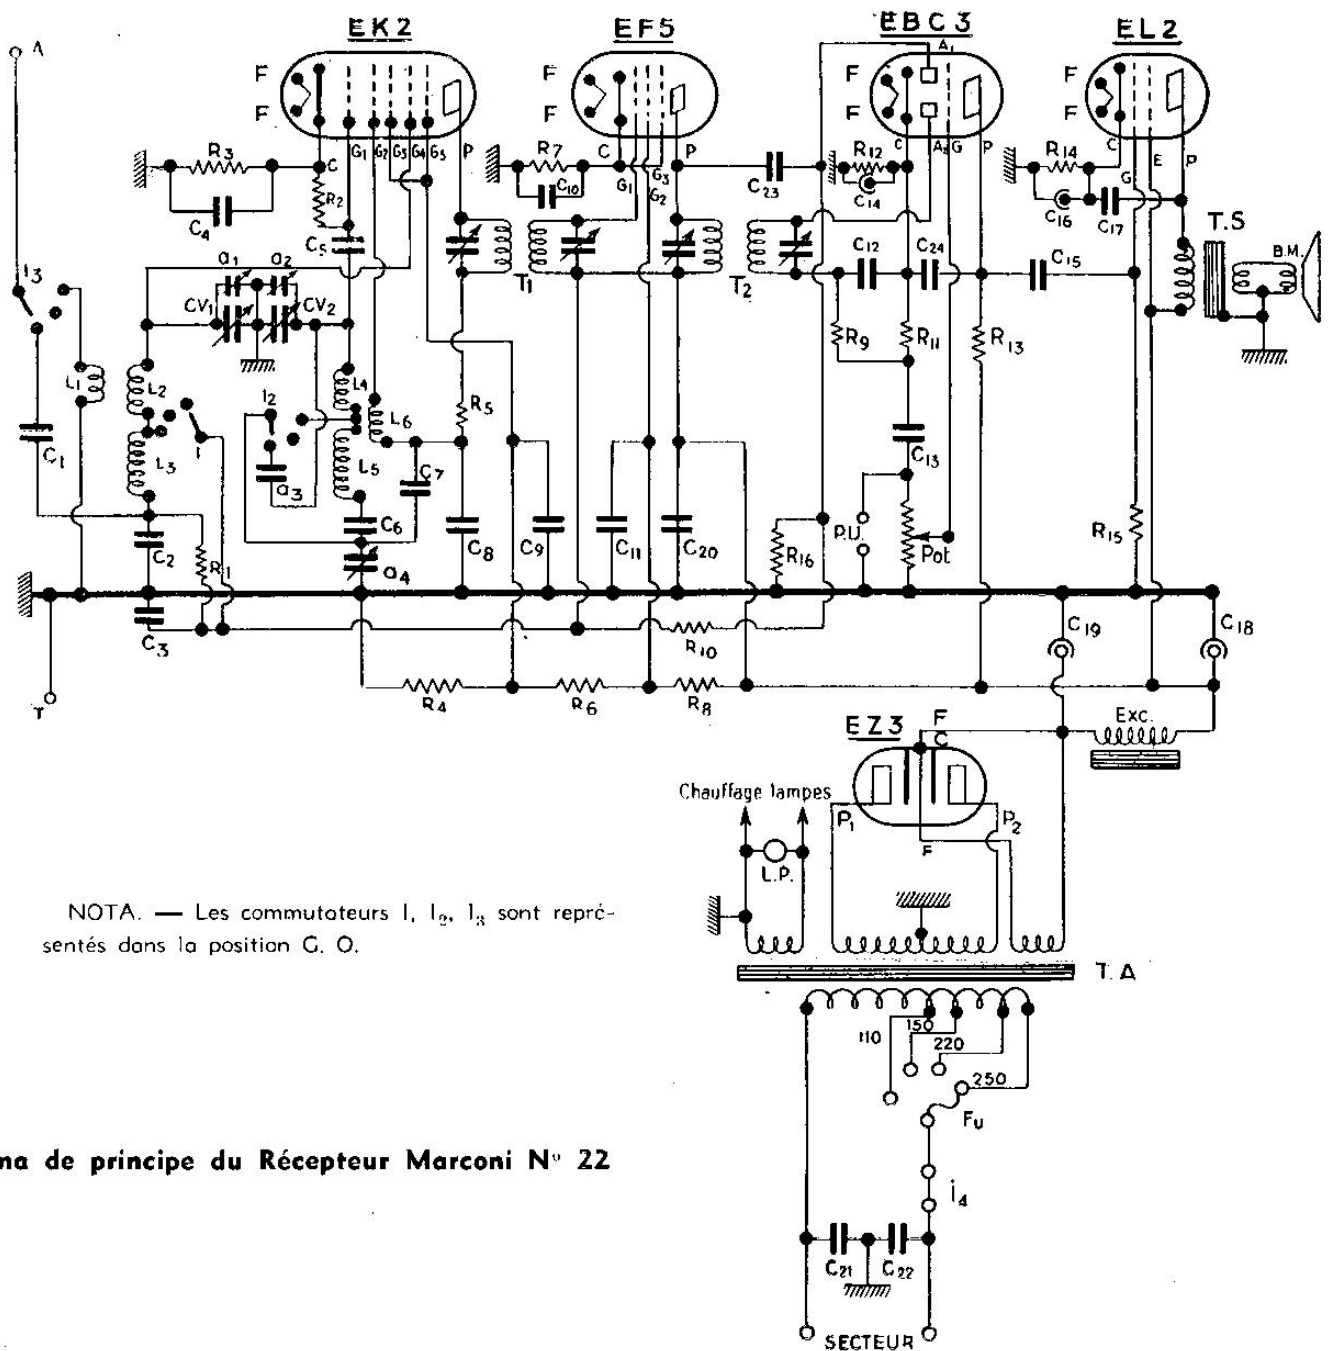 EK2 EF5 EBC3 EL2
A
F F A1 F F
F F F F
C G1 G2 G3 G4 G5 P C G1 G3 G2 P C A2 G P C G E P
R3 R7 R12 R14
C4 R2 C10 C23 C14 C16 C17
C5 T.S
B.M.
I3 a1 a2 T1 T2 C12 C24 C15
CV1 CV2
R9 R11 R13
L1 L2 I2 L4 L6 R5
C1 L3 I a3 L5 C7 C13
C2 R1 C6 C8 C9 C11 C20 R16 P.U. Pot R15
a4
C3 R10 C19 C18
T R4 R6 R8
EZ3 F C Exc.
Chauffage lampes
P1 P2
L.P. F
NOTA. — Les commutateurs I, I2, I3 sont repré-
sentés dans la position G. O.
T.A
110 150 220
250
Fu
ma de principe du Récepteur Marconi No 22
i4
C21 C22
SECTEUR